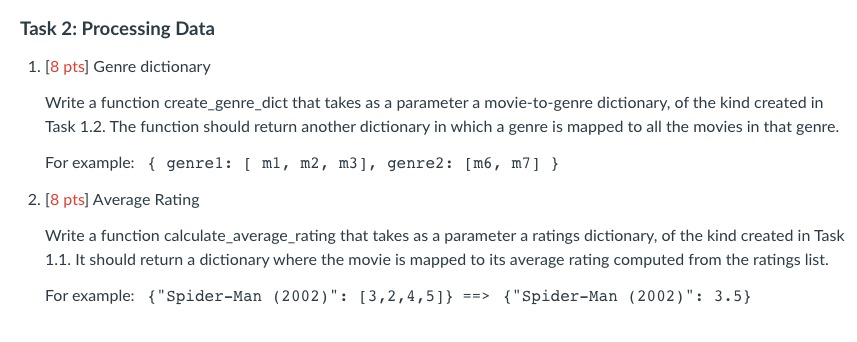 Task 2: Processing Data
1. [8 pts] Genre dictionary
Write a function create_genre_dict that takes as a parameter a movie-to-genre dictionary, of the kind created in
Task 1.2. The function should return another dictionary in which a genre is mapped to all the movies in that genre.
For example: { genre1: [ m1, m2, m3], genre2: [m6, m7] }
2. [8 pts] Average Rating
Write a function calculate_average_rating that takes as a parameter a ratings dictionary, of the kind created in Task
1.1. It should return a dictionary where the movie is mapped to its average rating computed from the ratings list.
For example: {"Spider-Man (2002)": [3,2,4,5]} ==> {"Spider-Man (2002)": 3.5}